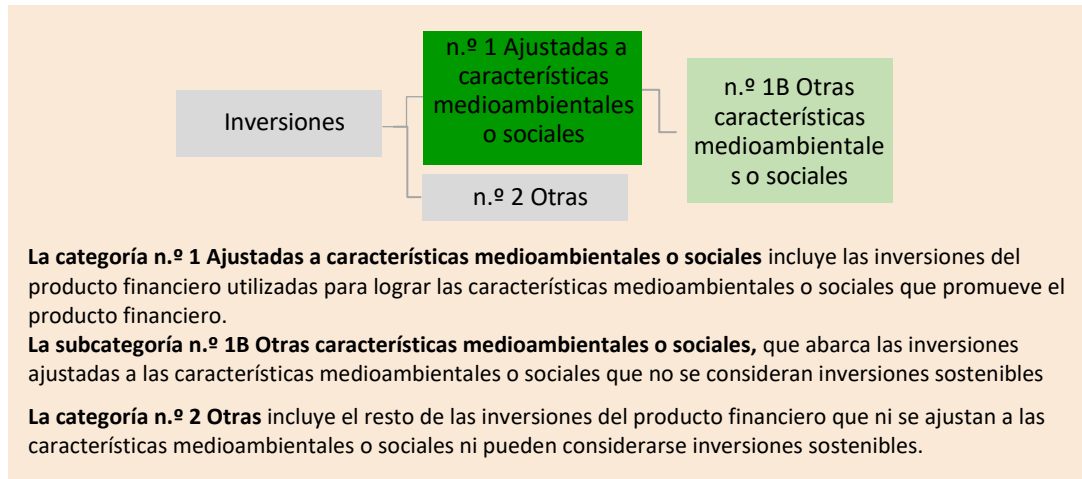 Inversiones
n.º 1 Ajustadas a
características
medioambientales
o sociales
n.º 2 Otras
n.º 1B Otras
características
medioambientale
s o sociales
La categoría n.º 1 Ajustadas a características medioambientales o sociales incluye las inversiones del
producto financiero utilizadas para lograr las características medioambientales o sociales que promueve el
producto financiero.
La subcategoría n.º 1B Otras características medioambientales o sociales, que abarca las inversiones
ajustadas a las características medioambientales o sociales que no se consideran inversiones sostenibles
La categoría n.º 2 Otras incluye el resto de las inversiones del producto financiero que ni se ajustan a las
características medioambientales o sociales ni pueden considerarse inversiones sostenibles.